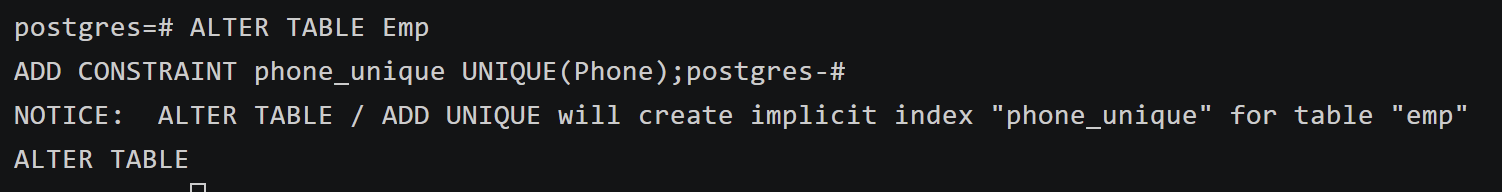 postgres=# ALTER TABLE Emp
ADD CONSTRAINT phone_unique UNIQUE(Phone);postgres-#
NOTICE:  ALTER TABLE / ADD UNIQUE will create implicit index "phone_unique" for table "emp"
ALTER TABLE